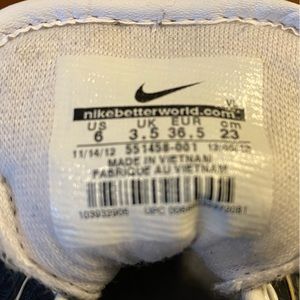 nikebetterworld.com
US UK EUR cm
6 3.5 36.5 23
11/14/12 551458-001
MADE IN VIETNAM
FABRIQUE AU VIETNAM
UPC